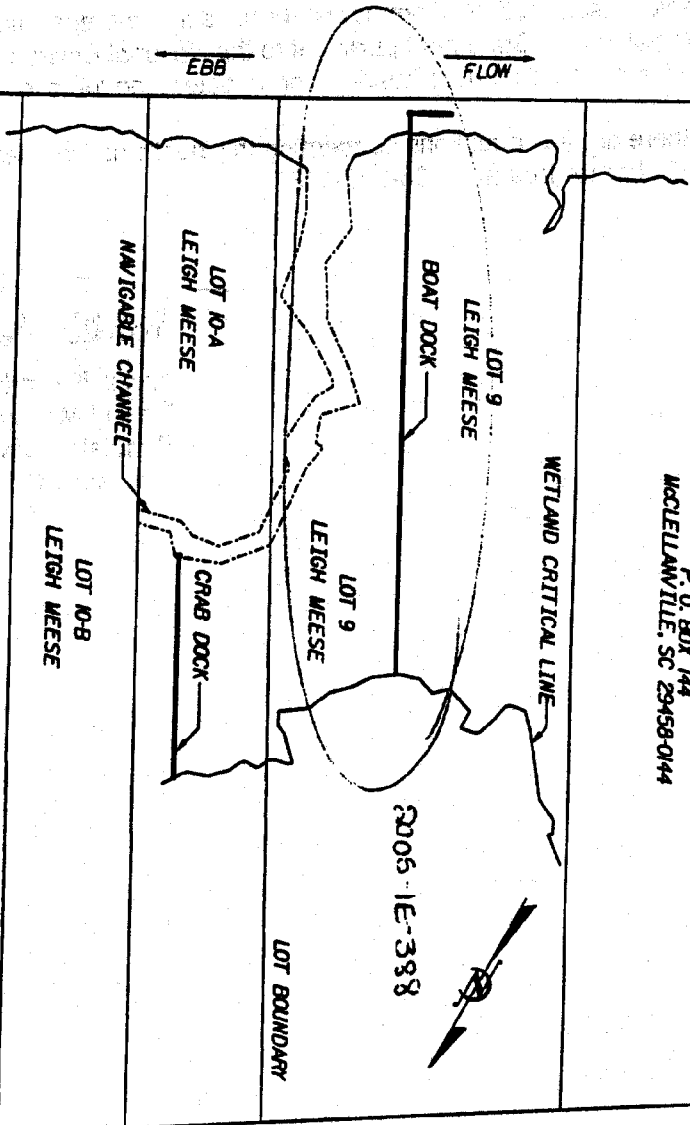 EBB
FLOW
P. O. BOX 144
McCLELLANVILLE, SC 29458-0144
LOT 9
LEIGH MEESE
BOAT DOCK
WETLAND CRITICAL LINE
LOT 10-A
LEIGH MEESE
NAVIGABLE CHANNEL
LOT 9
LEIGH MEESE
CRAB DOCK
LOT 10-B
LEIGH MEESE
2005-1E-388
LOT BOUNDARY
N